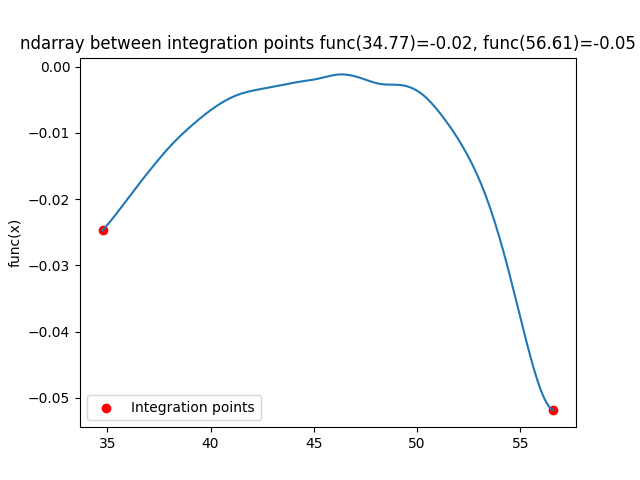 ndarray between integration points func(34.77)=-0.02, func(56.61)=-0.05
0.00
−0.01
−0.02
−0.03
−0.04
−0.05
func(x)
Integration points
35 40 45 50 55